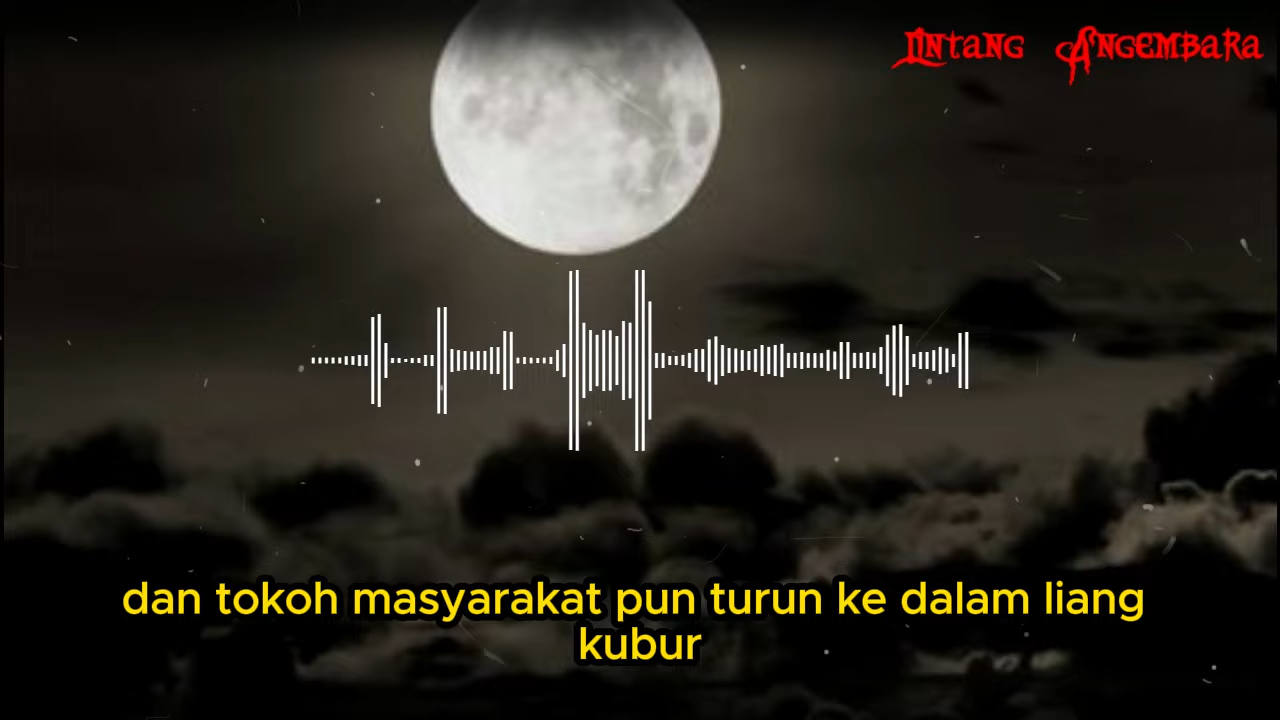 Lintang Angembara
dan tokoh masyarakat pun turun ke dalam liang
kubur